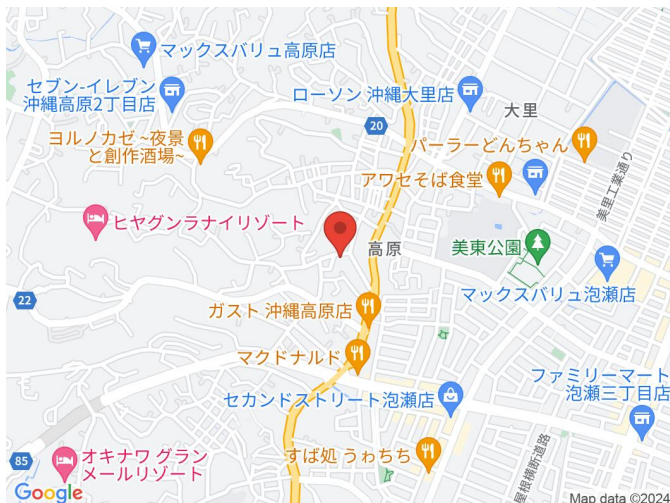 マックスバリュ高原店
セブン-イレブン
沖縄高原2丁目店
ローソン 沖縄大里店
大里
20
ヨルノカゼ ~夜景
と創作酒場~
パーラーどんちゃん
アワセそば食堂
美里工業通り
ヒヤグンラナイリゾート
高原
美東公園
マックスバリュ泡瀬店
22
ガスト 沖縄高原店
マクドナルド
セカンドストリート泡瀬店
ファミリーマート
泡瀬三丁目店
85
オキナワ グラン
メールリゾート
すば処 うゎちち
屋根横断道路
Google
Map data ©2024